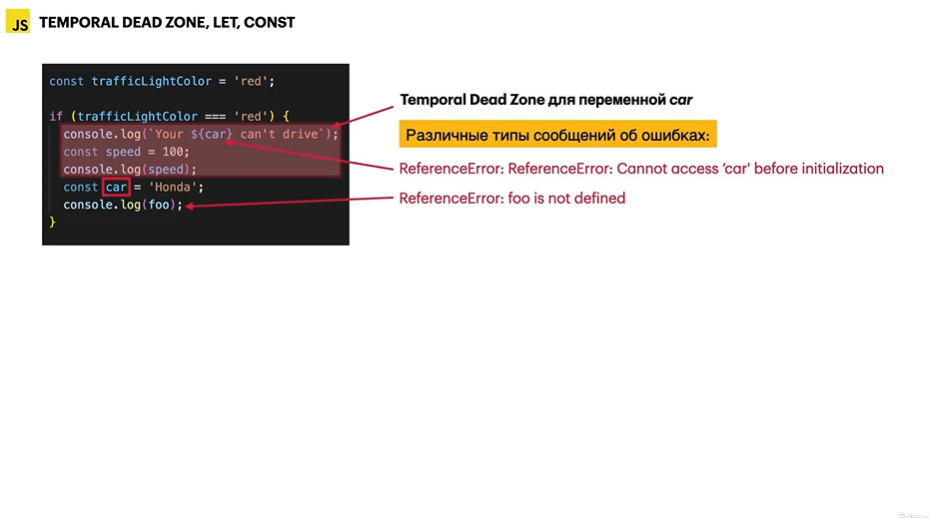 JS TEMPORAL DEAD ZONE, LET, CONST
const trafficLightColor = 'red';
if (trafficLightColor === 'red') {
console.log(`Your ${car} can't drive`);
const speed = 100;
console.log(speed);
const car = 'Honda';
console.log(foo);
}
Temporal Dead Zone для переменной car
Различные типы сообщений об ошибках:
ReferenceError: ReferenceError: Cannot access 'car' before initialization
ReferenceError: foo is not defined